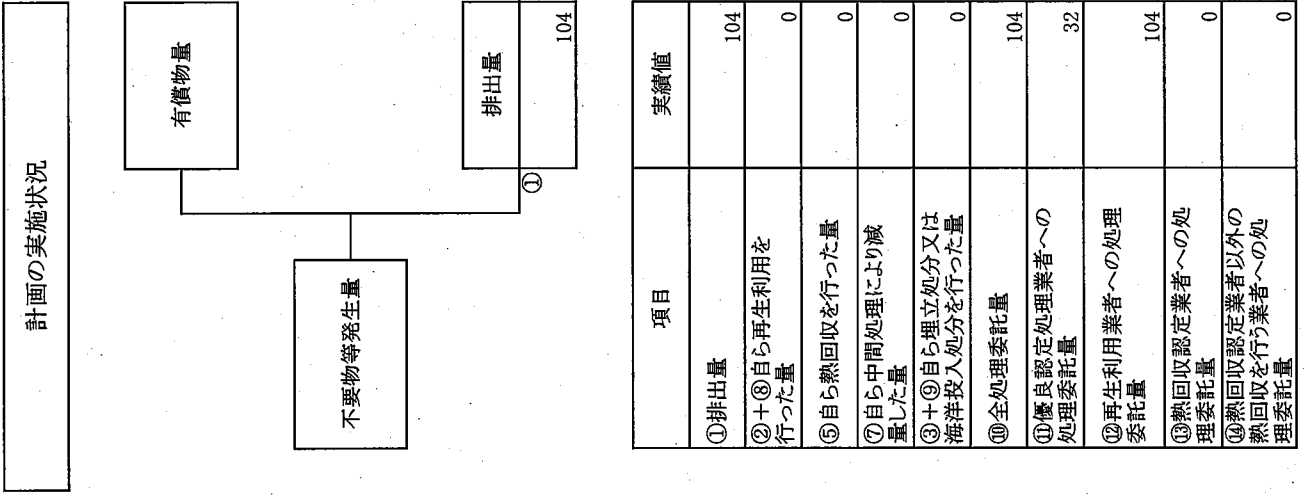 計画の実施状況
有償物量
不要物等発生量
排出量
①
104
項目
実績値
①排出量
104
②+⑧自ら再生利用を
行った量
0
⑤自ら熱回収を行った量
0
⑦自ら中間処理により減
量した量
0
③+⑨自ら埋立処分又は
海洋投入処分を行った量
0
⑩全処理委託量
104
⑪優良認定処理業者への
処理委託量
32
⑫再生利用業者への処理
委託量
104
⑬熱回収認定業者への処
理委託量
0
⑭熱回収認定業者以外の
熱回収を行う業者への処
理委託量
0